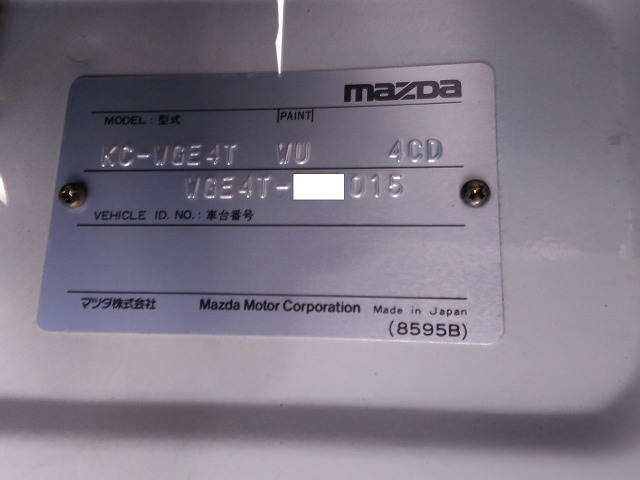 mazda
MODEL : 型式 PAINT
KC-WGE4T WU 4CD
WGE4T- 015
VEHICLE ID. NO. : 車台番号
マツダ株式会社 Mazda Motor Corporation Made in Japan
(8595B)